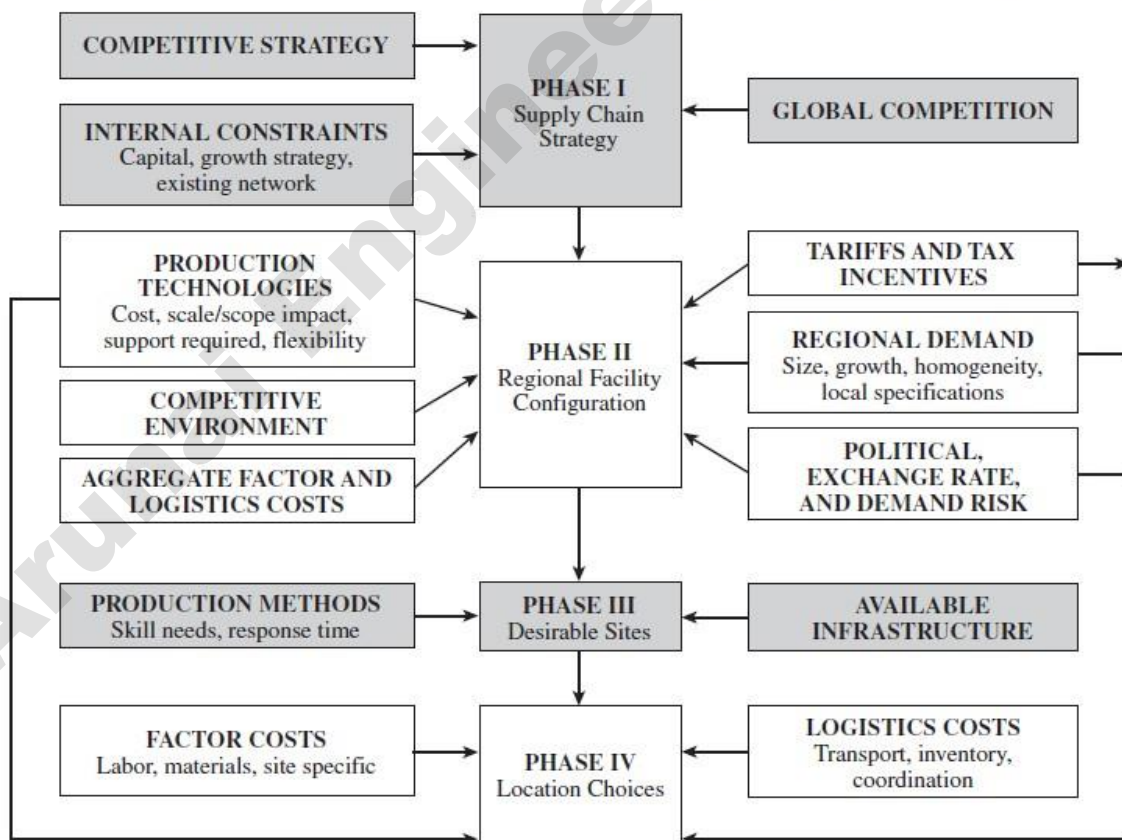 COMPETITIVE STRATEGY
PHASE I
Supply Chain
Strategy
GLOBAL COMPETITION
INTERNAL CONSTRAINTS
Capital, growth strategy,
existing network
PRODUCTION
TECHNOLOGIES
Cost, scale/scope impact,
support required, flexibility
COMPETITIVE
ENVIRONMENT
AGGREGATE FACTOR AND
LOGISTICS COSTS
PHASE II
Regional Facility
Configuration
TARIFFS AND TAX
INCENTIVES
REGIONAL DEMAND
Size, growth, homogeneity,
local specifications
POLITICAL,
EXCHANGE RATE,
AND DEMAND RISK
PRODUCTION METHODS
Skill needs, response time
PHASE III
Desirable Sites
AVAILABLE
INFRASTRUCTURE
FACTOR COSTS
Labor, materials, site specific
PHASE IV
Location Choices
LOGISTICS COSTS
Transport, inventory,
coordination
Arunai Enginee